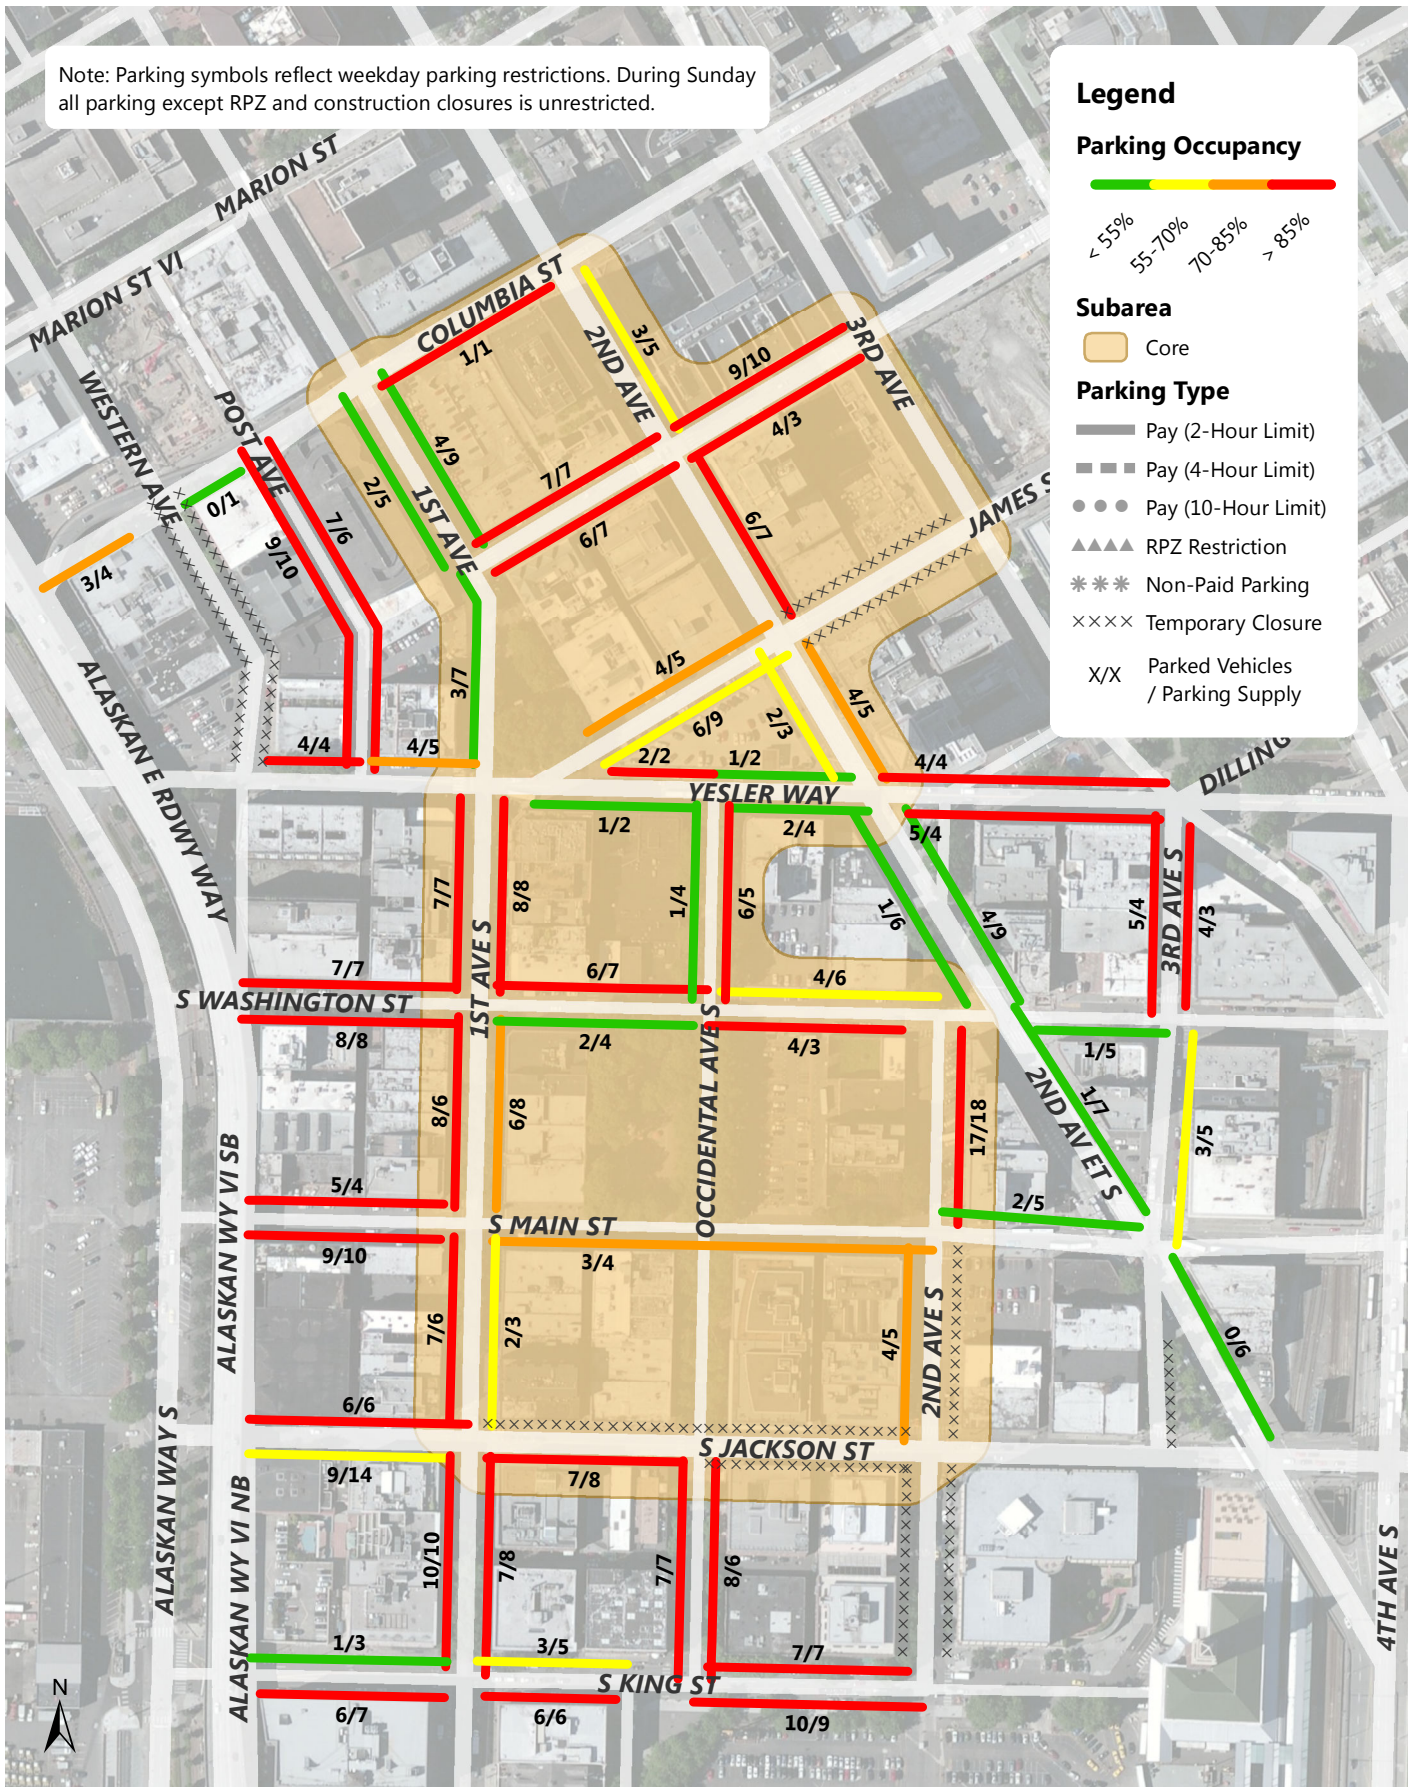 Note: Parking symbols reflect weekday parking restrictions. During Sunday
all parking except RPZ and construction closures is unrestricted.
Legend
Parking Occupancy
< 55%
55-70%
70-85%
> 85%
Subarea
Core
Parking Type
Pay (2-Hour Limit)
Pay (4-Hour Limit)
Pay (10-Hour Limit)
RPZ Restriction
Non-Paid Parking
Temporary Closure
X/X
Parked Vehicles
/ Parking Supply
MARION ST
MARION ST VI
COLUMBIA ST
1/1
2ND AVE
3/5
9/10
3RD AVE
4/3
WESTERN AVE
POST AVE
4/9
7/7
2/5
1ST AVE
6/7
6/7
JAMES S
0/1
7/6
9/10
3/4
4/5
3/7
6/9
2/3
4/5
4/4
4/5
2/2
1/2
4/4
DILLING
YESLER WAY
1/2
2/4
5/4
ALASKAN E RDWY WAY
7/7
8/8
1/4
6/5
1/6
4/9
5/4
3RD AVE S
4/3
7/7
6/7
4/6
S WASHINGTON ST
1ST AVE S
8/8
2/4
4/3
1/5
OCCIDENTAL AVE S
8/6
6/8
17/18
2ND AV ET S
1/7
3/5
ALASKAN WY VI SB
5/4
2/5
S MAIN ST
9/10
3/4
7/6
2/3
4/5
2ND AVE S
0/6
6/6
S JACKSON ST
ALASKAN WAY S
9/14
7/8
ALASKAN WY VI NB
10/10
7/8
7/7
8/6
4TH AVE S
1/3
3/5
7/7
S KING ST
N
6/7
6/6
10/9